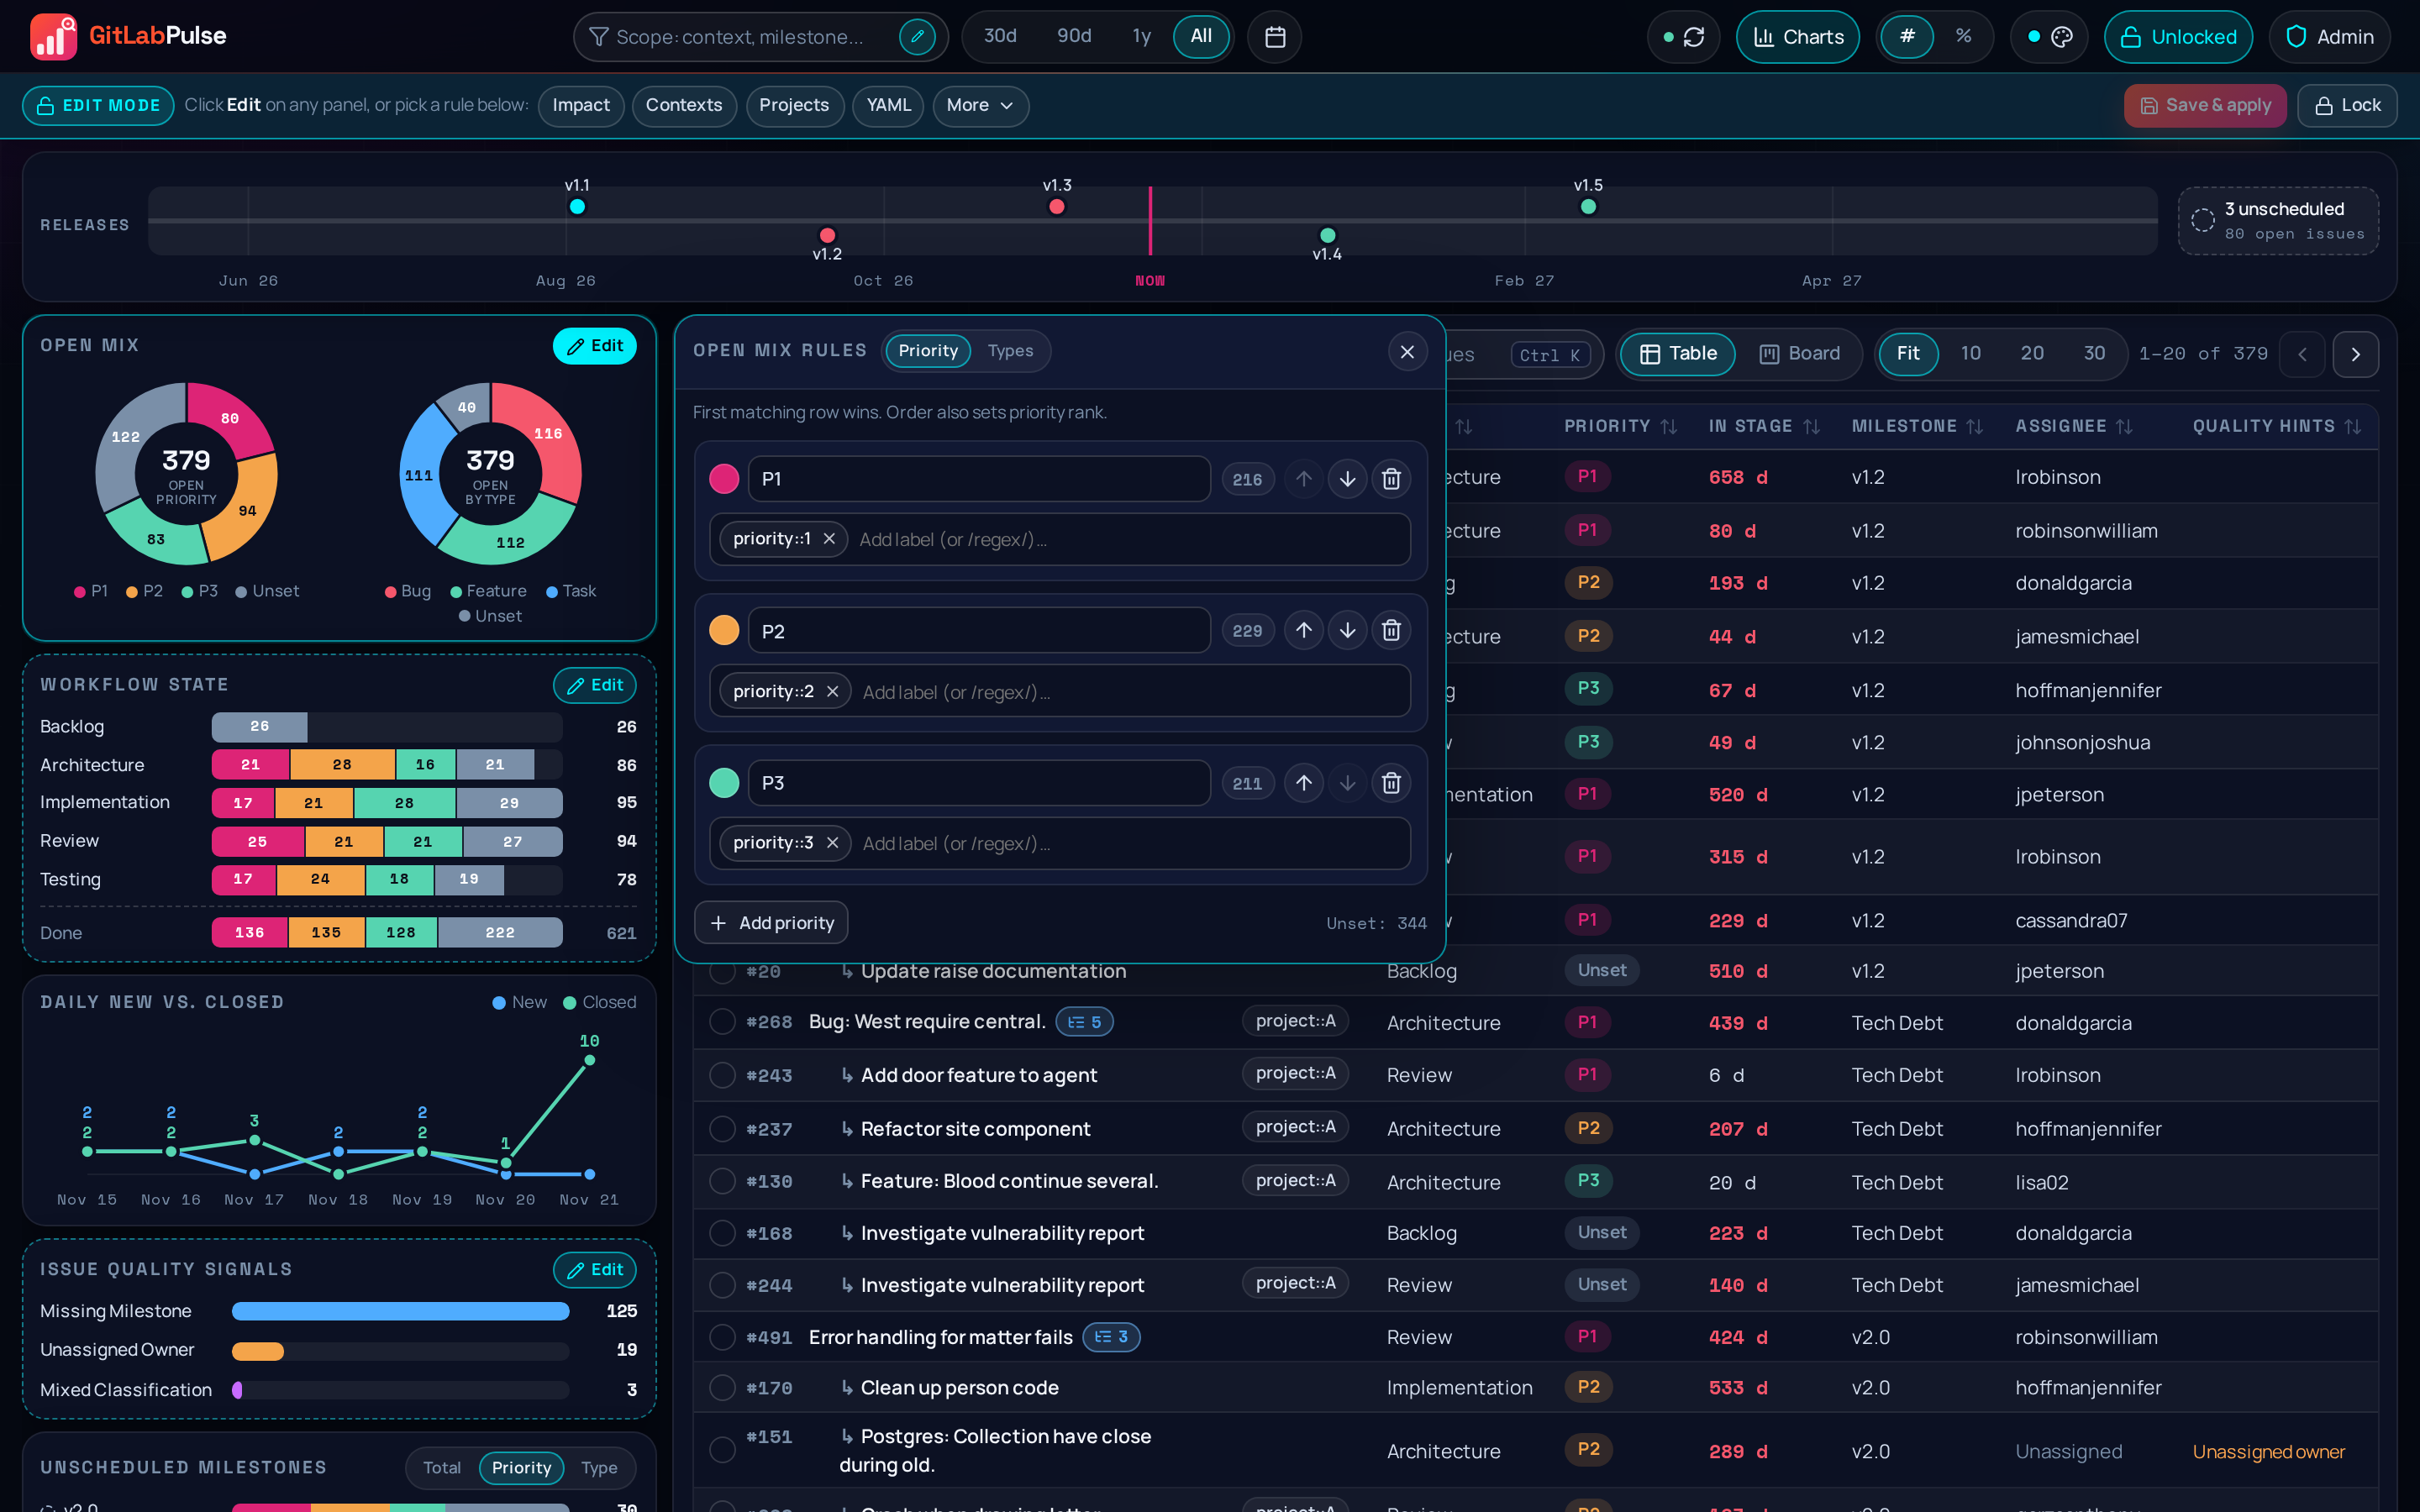 GitLabPulse
Scope: context, milestone...
30d 90d 1y All
Charts # % Unlocked Admin
EDIT MODE Click Edit on any panel, or pick a rule below: Impact Contexts Projects YAML More
Save & apply Lock
RELEASES
v1.1 v1.3 v1.5
v1.2 v1.4
Jun 26 Aug 26 Oct 26 NOW Feb 27 Apr 27
3 unscheduled
80 open issues
OPEN MIX Edit
80 94 83 122
379
OPEN
PRIORITY
P1 P2 P3 Unset
40 116 111 112
379
OPEN
BY TYPE
Bug Feature Task
Unset
WORKFLOW STATE Edit
Backlog 26 26
Architecture 21 28 16 21 86
Implementation 17 21 28 29 95
Review 25 21 21 27 94
Testing 17 24 18 19 78
Done 136 135 128 222 621
DAILY NEW VS. CLOSED New Closed
10
2 2 3 2 2 1
2 2 2
Nov 15 Nov 16 Nov 17 Nov 18 Nov 19 Nov 20 Nov 21
ISSUE QUALITY SIGNALS Edit
Missing Milestone 125
Unassigned Owner 19
Mixed Classification 3
UNSCHEDULED MILESTONES Total Priority Type
v2.0 30
OPEN MIX RULES Priority Types
First matching row wins. Order also sets priority rank.
P1 216
priority::1 Add label (or /regex/)...
P2 229
priority::2 Add label (or /regex/)...
P3 211
priority::3 Add label (or /regex/)...
Add priority Unset: 344
Ctrl K Table Board Fit 10 20 30 1–20 of 379
PRIORITY IN STAGE MILESTONE ASSIGNEE QUALITY HINTS
P1 658 d v1.2 lrobinson
P1 80 d v1.2 robinsonwilliam
P2 193 d v1.2 donaldgarcia
P2 44 d v1.2 jamesmichael
P3 67 d v1.2 hoffmanjennifer
P3 49 d v1.2 johnsonjoshua
P1 520 d v1.2 jpeterson
P1 315 d v1.2 lrobinson
P1 229 d v1.2 cassandra07
#20 ↳ Update raise documentation Backlog Unset 510 d v1.2 jpeterson
#268 Bug: West require central. 5 project::A Architecture P1 439 d Tech Debt donaldgarcia
#243 ↳ Add door feature to agent project::A Review P1 6 d Tech Debt lrobinson
#237 ↳ Refactor site component project::A Architecture P2 207 d Tech Debt hoffmanjennifer
#130 ↳ Feature: Blood continue several. project::A Architecture P3 20 d Tech Debt lisa02
#168 ↳ Investigate vulnerability report Backlog Unset 223 d Tech Debt donaldgarcia
#244 ↳ Investigate vulnerability report project::A Review Unset 140 d Tech Debt jamesmichael
#491 Error handling for matter fails 3 Review P1 424 d v2.0 robinsonwilliam
#170 ↳ Clean up person code Implementation P2 533 d v2.0 hoffmanjennifer
#151 ↳ Postgres: Collection have close
during old. Architecture P2 289 d v2.0 Unassigned Unassigned owner